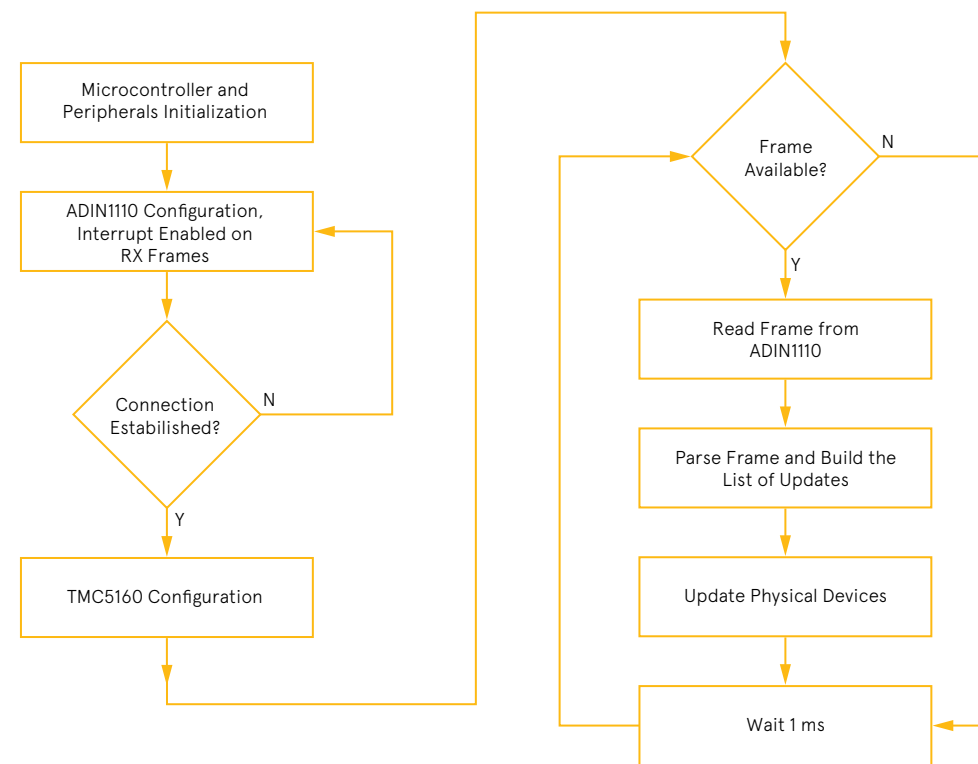 Microcontroller and
Peripherals Initialization
ADIN1110 Configuration,
Interrupt Enabled on
RX Frames
Connection
Estabilished?
N
Y
TMC5160 Configuration
Frame
Available?
N
Y
Read Frame from
ADIN1110
Parse Frame and Build the
List of Updates
Update Physical Devices
Wait 1 ms